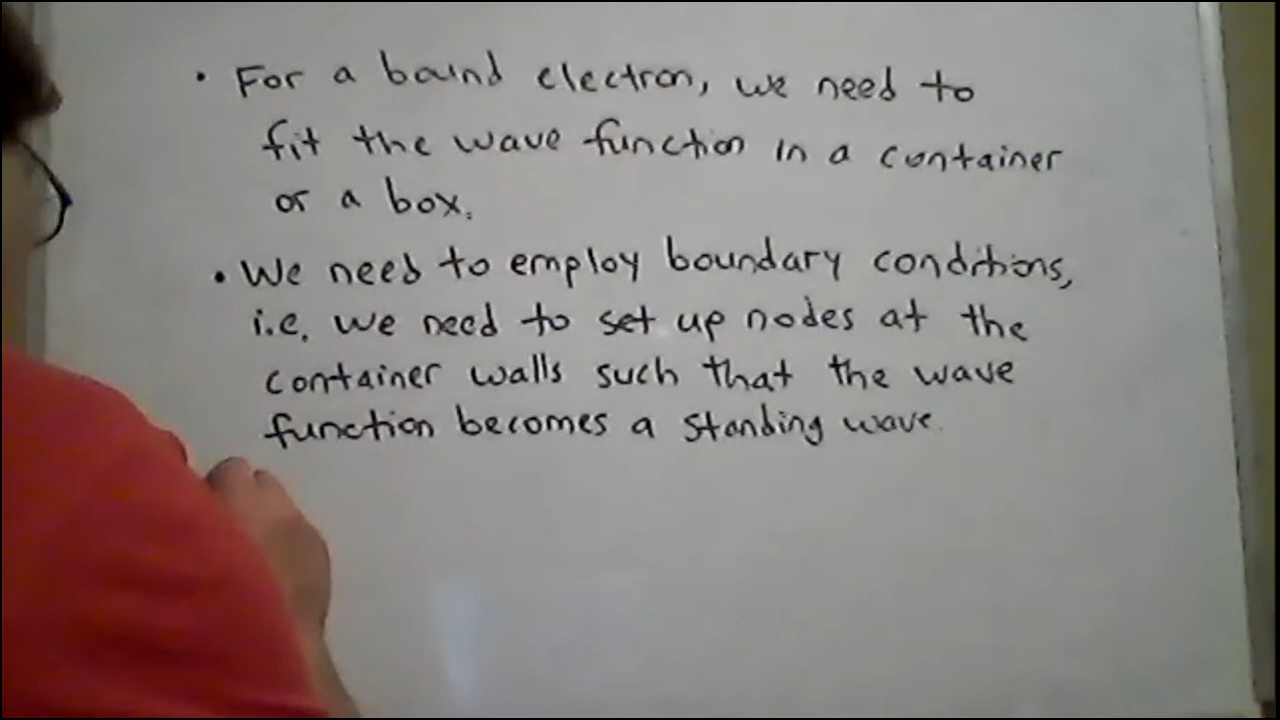 • For a bound electron, we need to
fit the wave function in a container
or a box.
• We need to employ boundary conditions,
i.e. we need to set up nodes at the
container walls such that the wave
function becomes a standing wave.